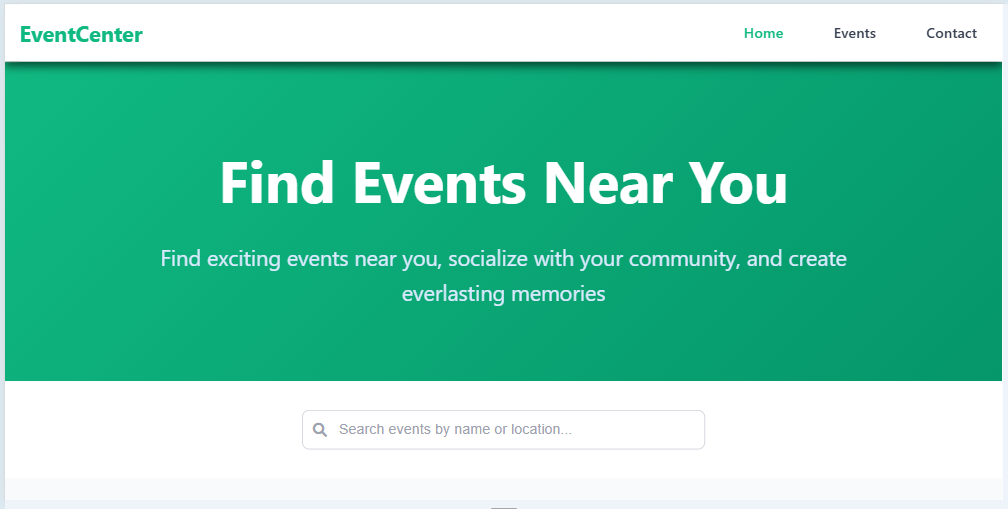 EventCenter
Home Events Contact
Find Events Near You
Find exciting events near you, socialize with your community, and create
everlasting memories
Search events by name or location...